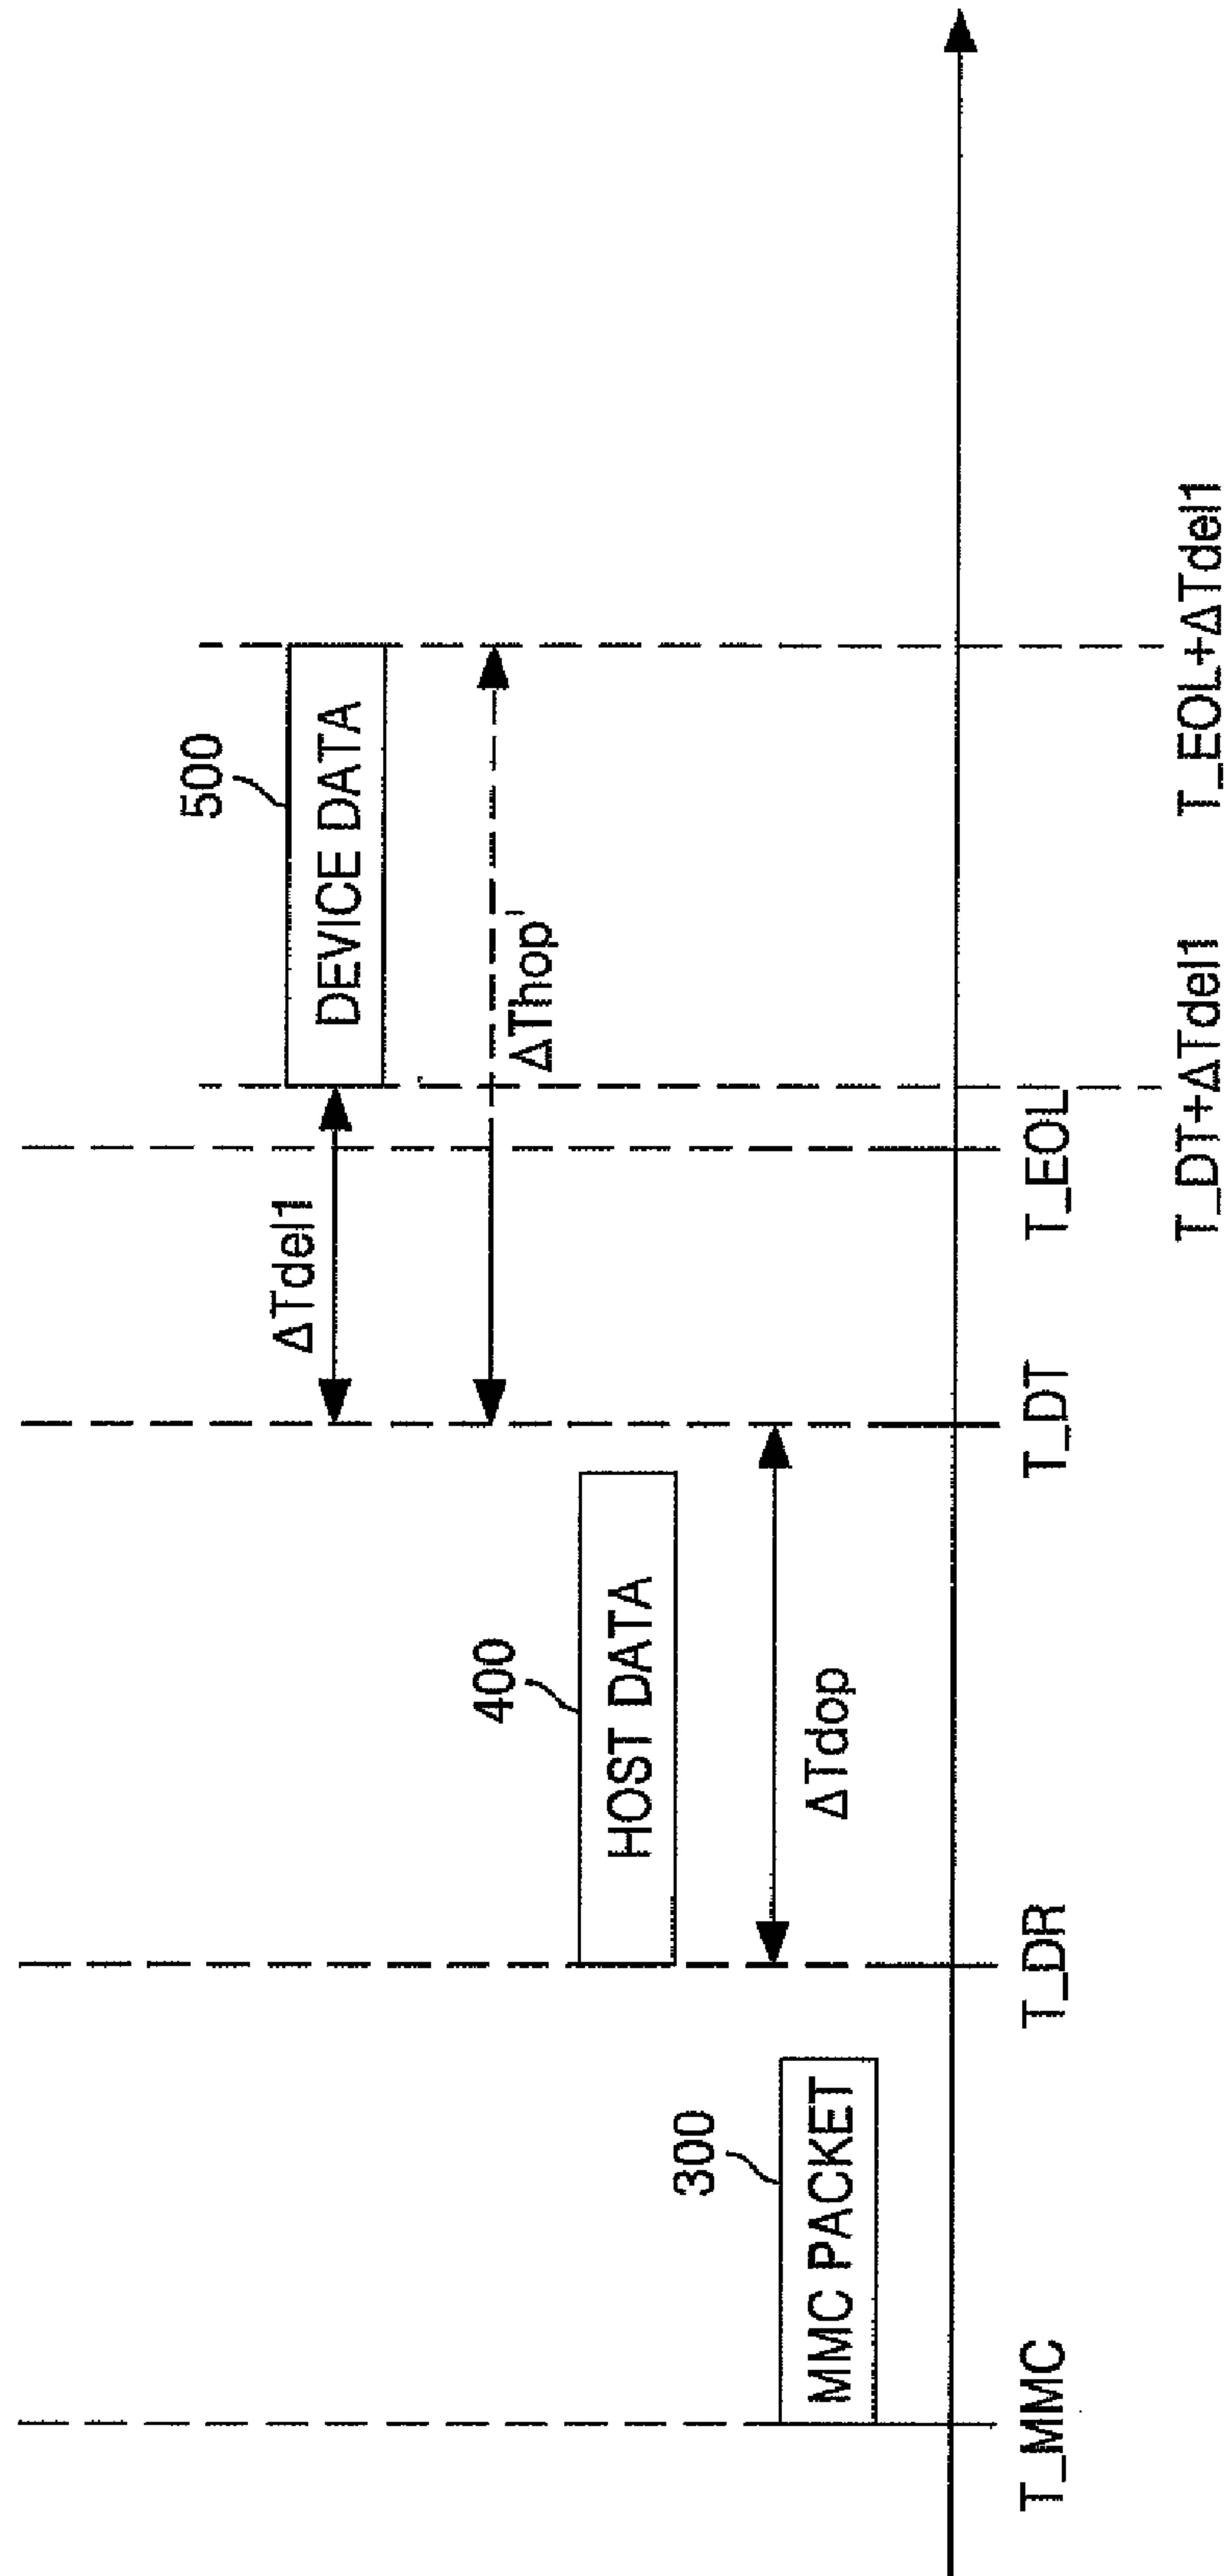 500
DEVICE DATA
ΔTdel1
ΔThop'
400
HOST DATA
ΔTdop
300
MMC PACKET
T_MMC
T_DR
T_DT
T_EOL
T_DT+ΔTdel1
T_EOL+ΔTdel1